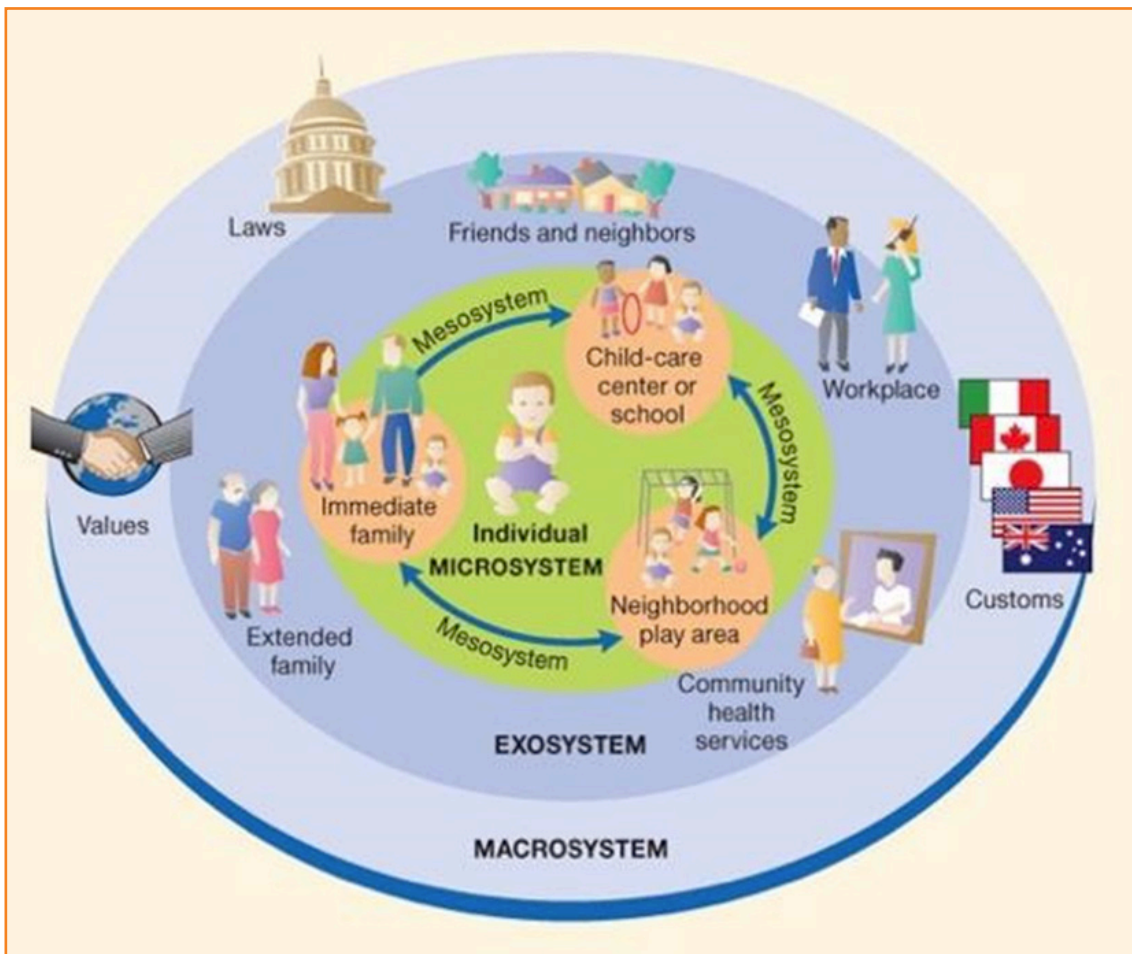 Laws
Friends and neighbors
Mesosystem
Child-care
center or
school
Workplace
Mesosystem
Values
Immediate
family
Individual
MICROSYSTEM
Neighborhood
play area
Customs
Extended
family
Mesosystem
Community
health
services
EXOSYSTEM
MACROSYSTEM